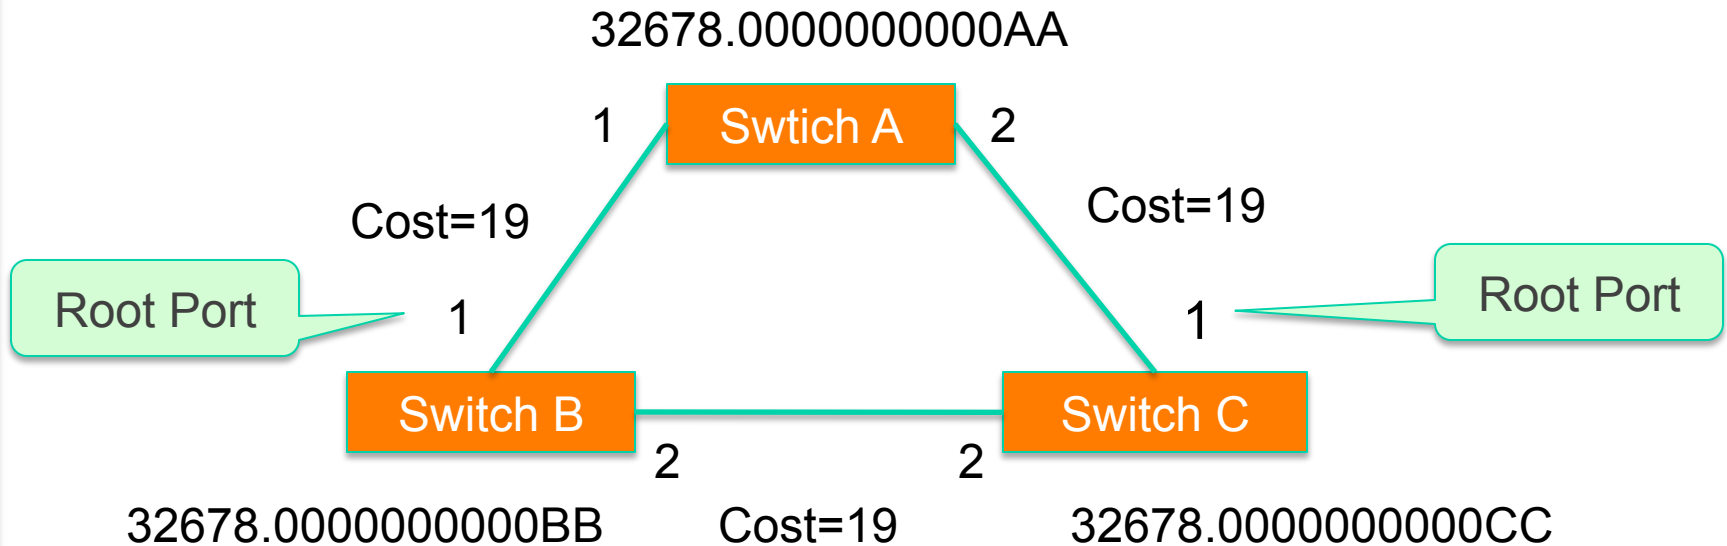 32678.0000000000AA
1
Swtich A
2
Cost=19
Cost=19
Root Port
1
1
Root Port
Switch B
Switch C
2
2
32678.0000000000BB
Cost=19
32678.0000000000CC